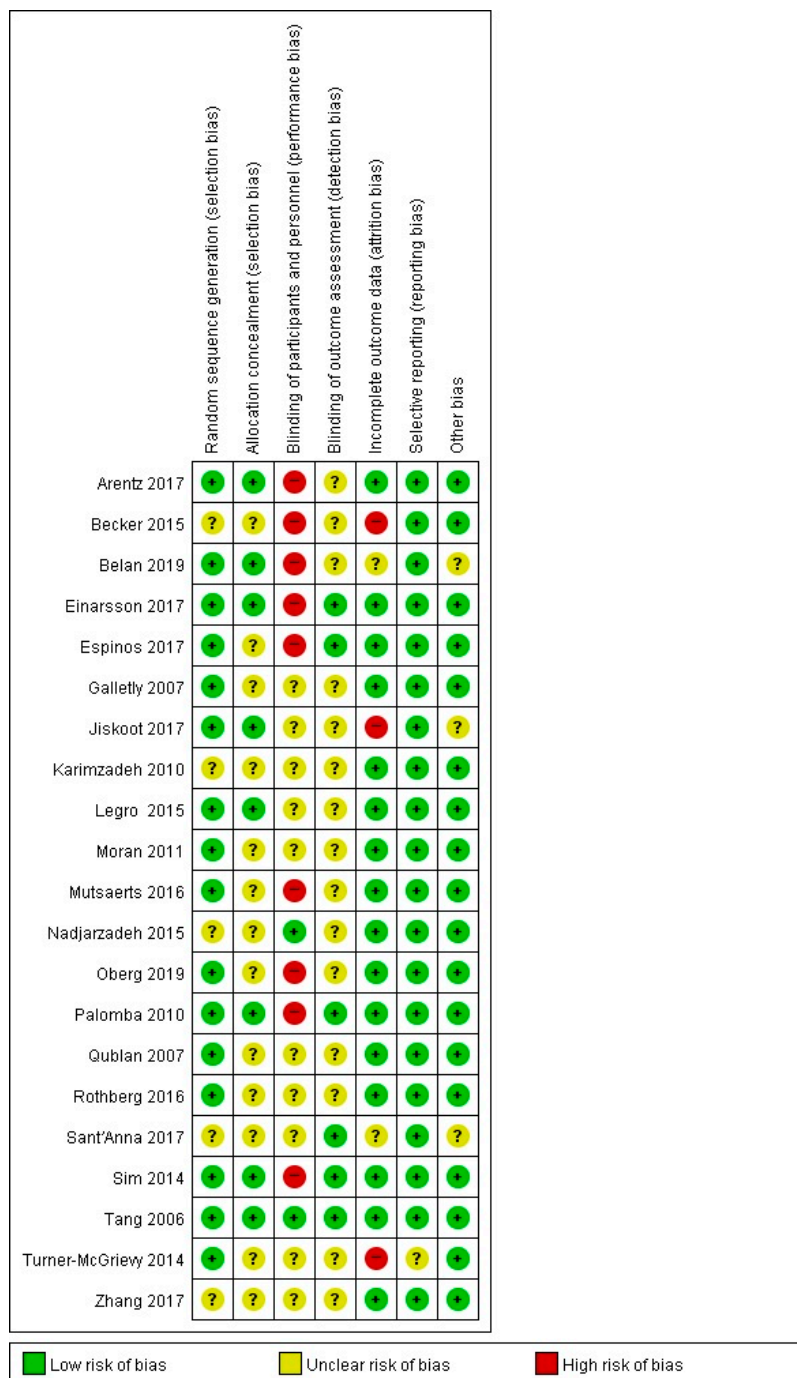 Random sequence generation (selection bias)
Allocation concealment (selection bias)
Blinding of participants and personnel (performance bias)
Blinding of outcome assessment (detection bias)
Incomplete outcome data (attrition bias)
Selective reporting (reporting bias)
Other bias
Arentz 2017 + + − ? + + +
Becker 2015 ? ? − ? − + +
Belan 2019 + + − ? ? + ?
Einarsson 2017 + + − + + + +
Espinos 2017 + ? − + + + +
Galletly 2007 + ? ? ? + + +
Jiskoot 2017 + + ? ? − + ?
Karimzadeh 2010 ? ? ? ? + + +
Legro 2015 + + ? ? + + +
Moran 2011 + ? ? ? + + +
Mutsaerts 2016 + ? − ? + + +
Nadjarzadeh 2015 ? ? + ? + + +
Oberg 2019 + ? − ? + + +
Palomba 2010 + + − + + + +
Qublan 2007 + ? ? ? + + +
Rothberg 2016 + ? ? ? + + +
Sant'Anna 2017 ? ? ? + ? + ?
Sim 2014 + + − + + + +
Tang 2006 + + + + + + +
Turner-McGrievy 2014 + ? ? ? − ? +
Zhang 2017 ? ? ? ? + + +
Low risk of bias Unclear risk of bias High risk of bias